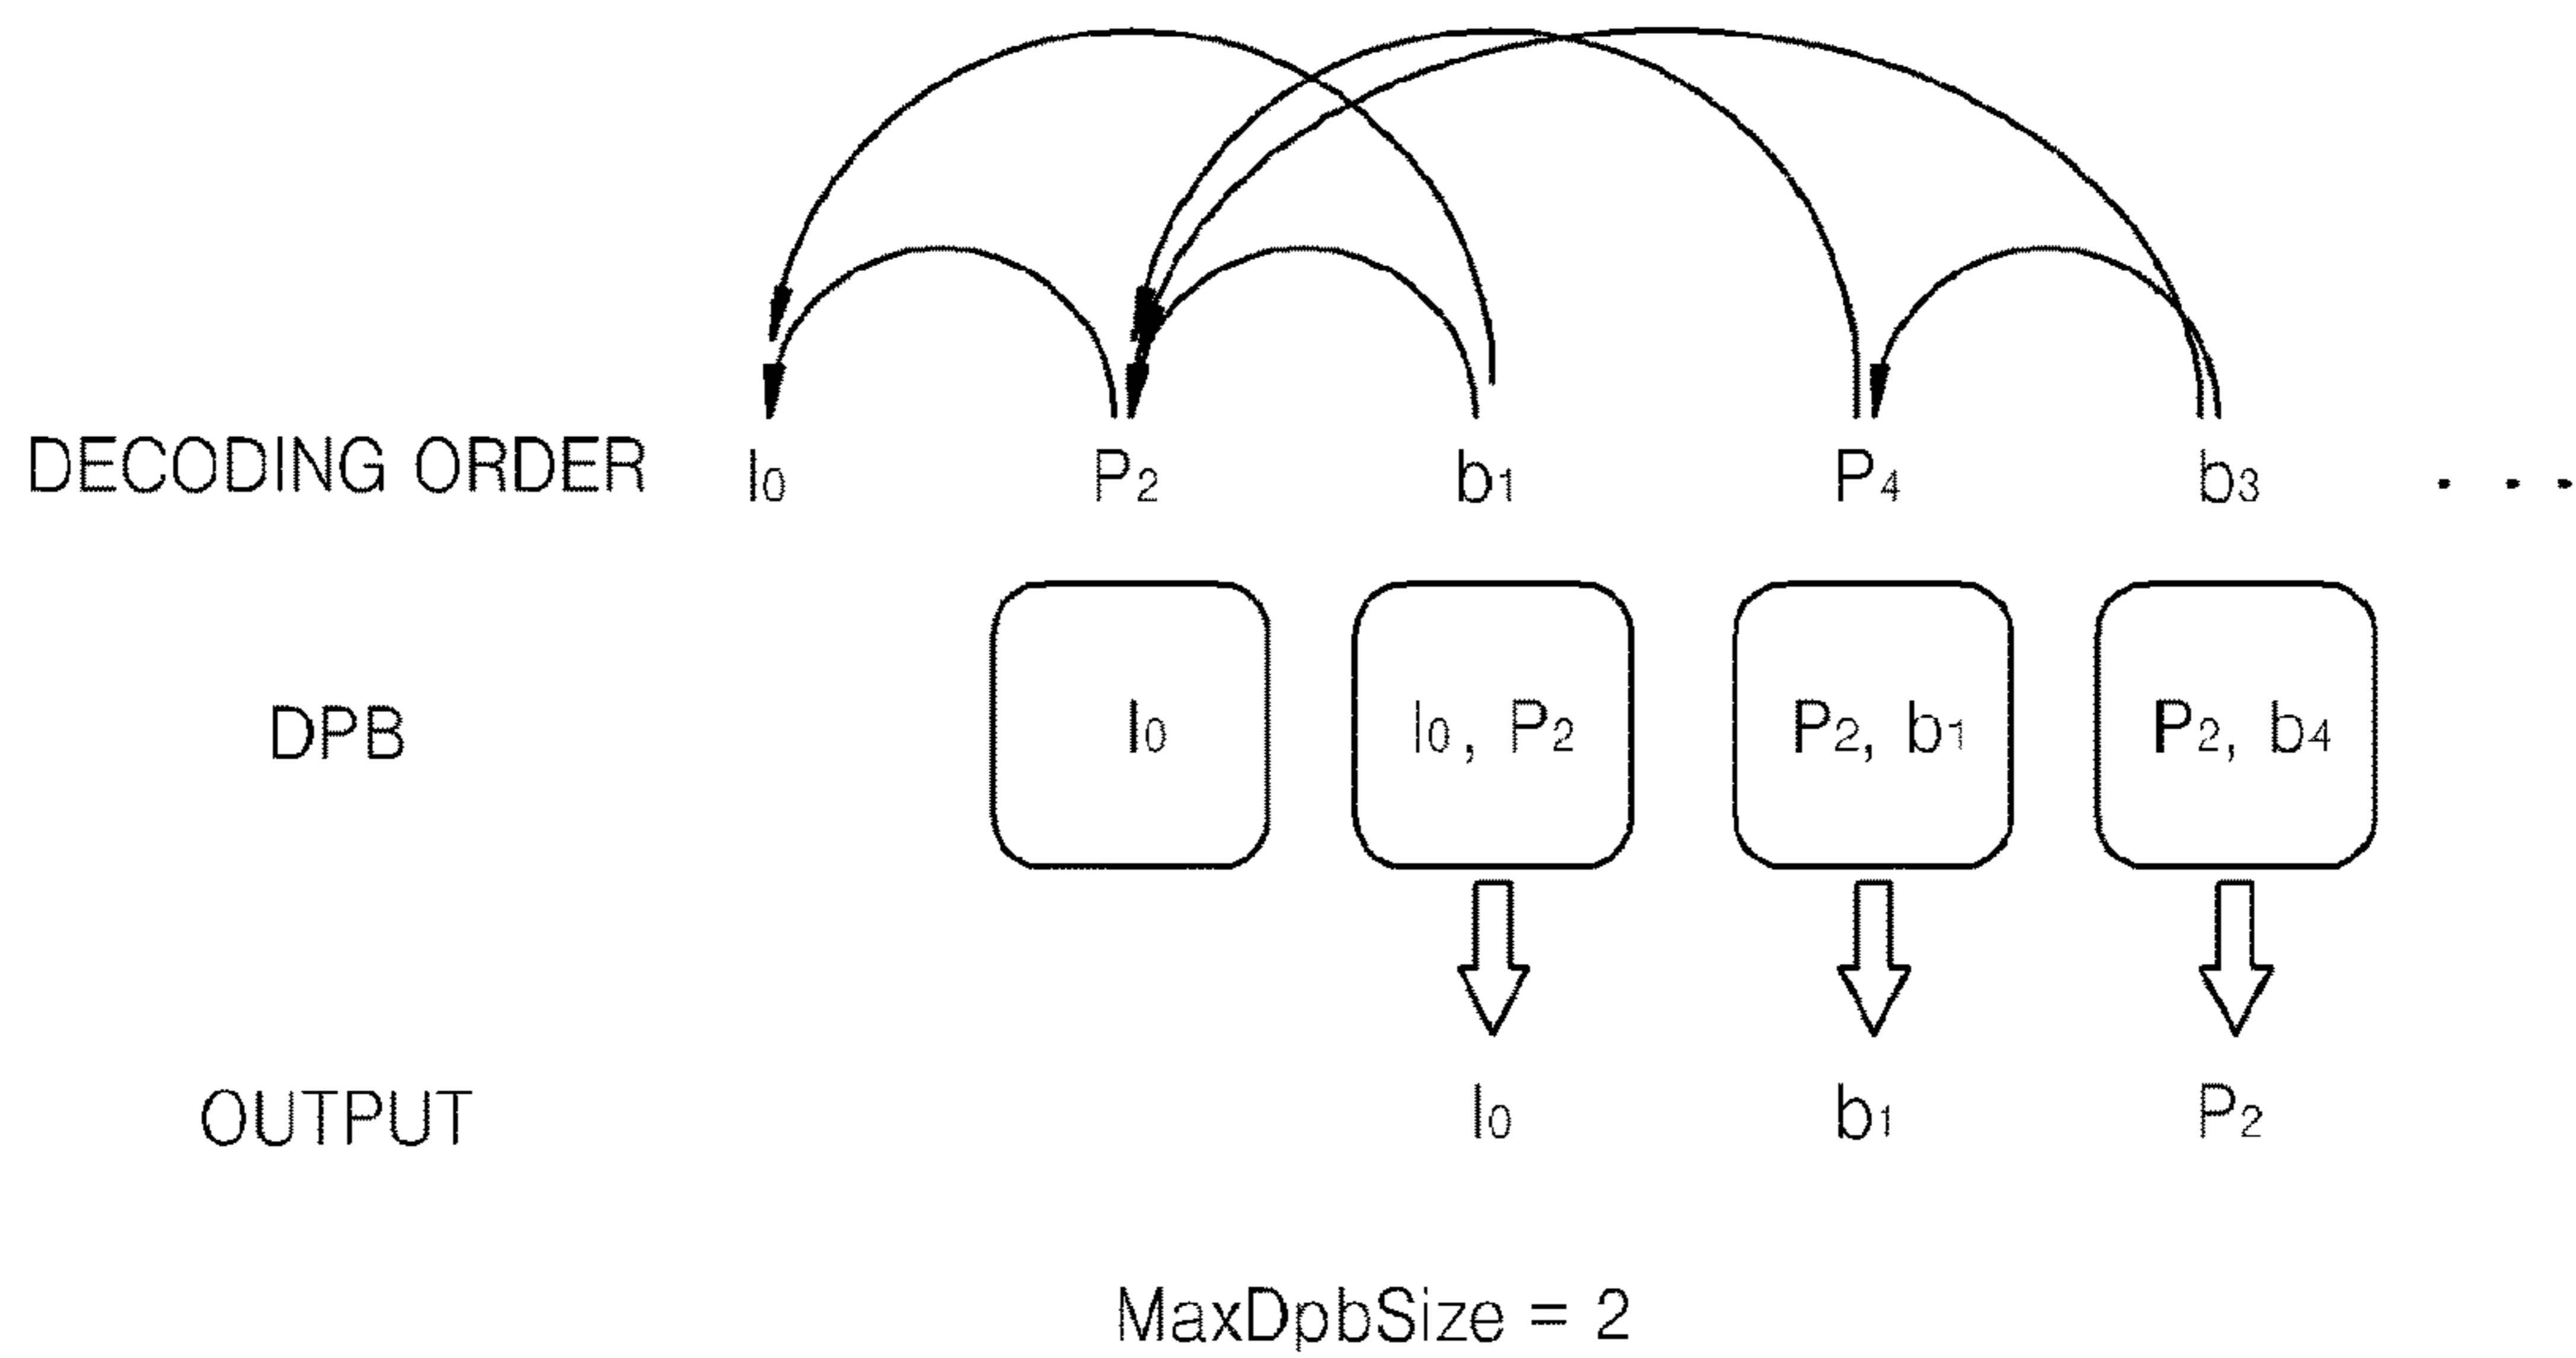 DECODING ORDER I0 P2 b1 P4 b3 . . .
DPB I0 I0, P2 P2, b1 P2, b4
OUTPUT I0 b1 P2
MaxDpbSize = 2